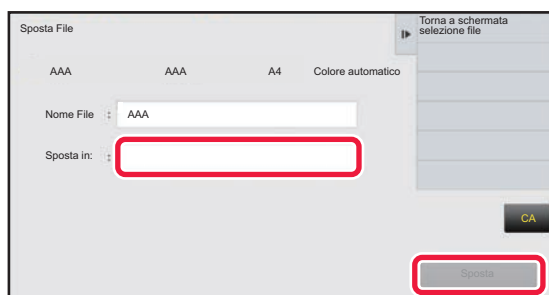 Sposta File
Torna a schermata
selezione file
AAA AAA A4 Colore automatico
Nome File : AAA
Sposta in: :
CA
Sposta